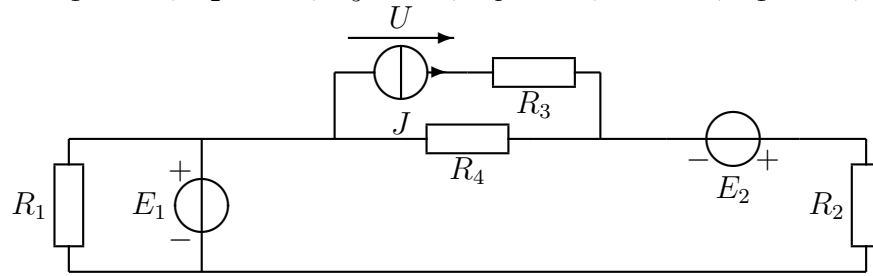 U
R₃
J
R₄
+
− +
R₁ E₁ E₂ R₂
−